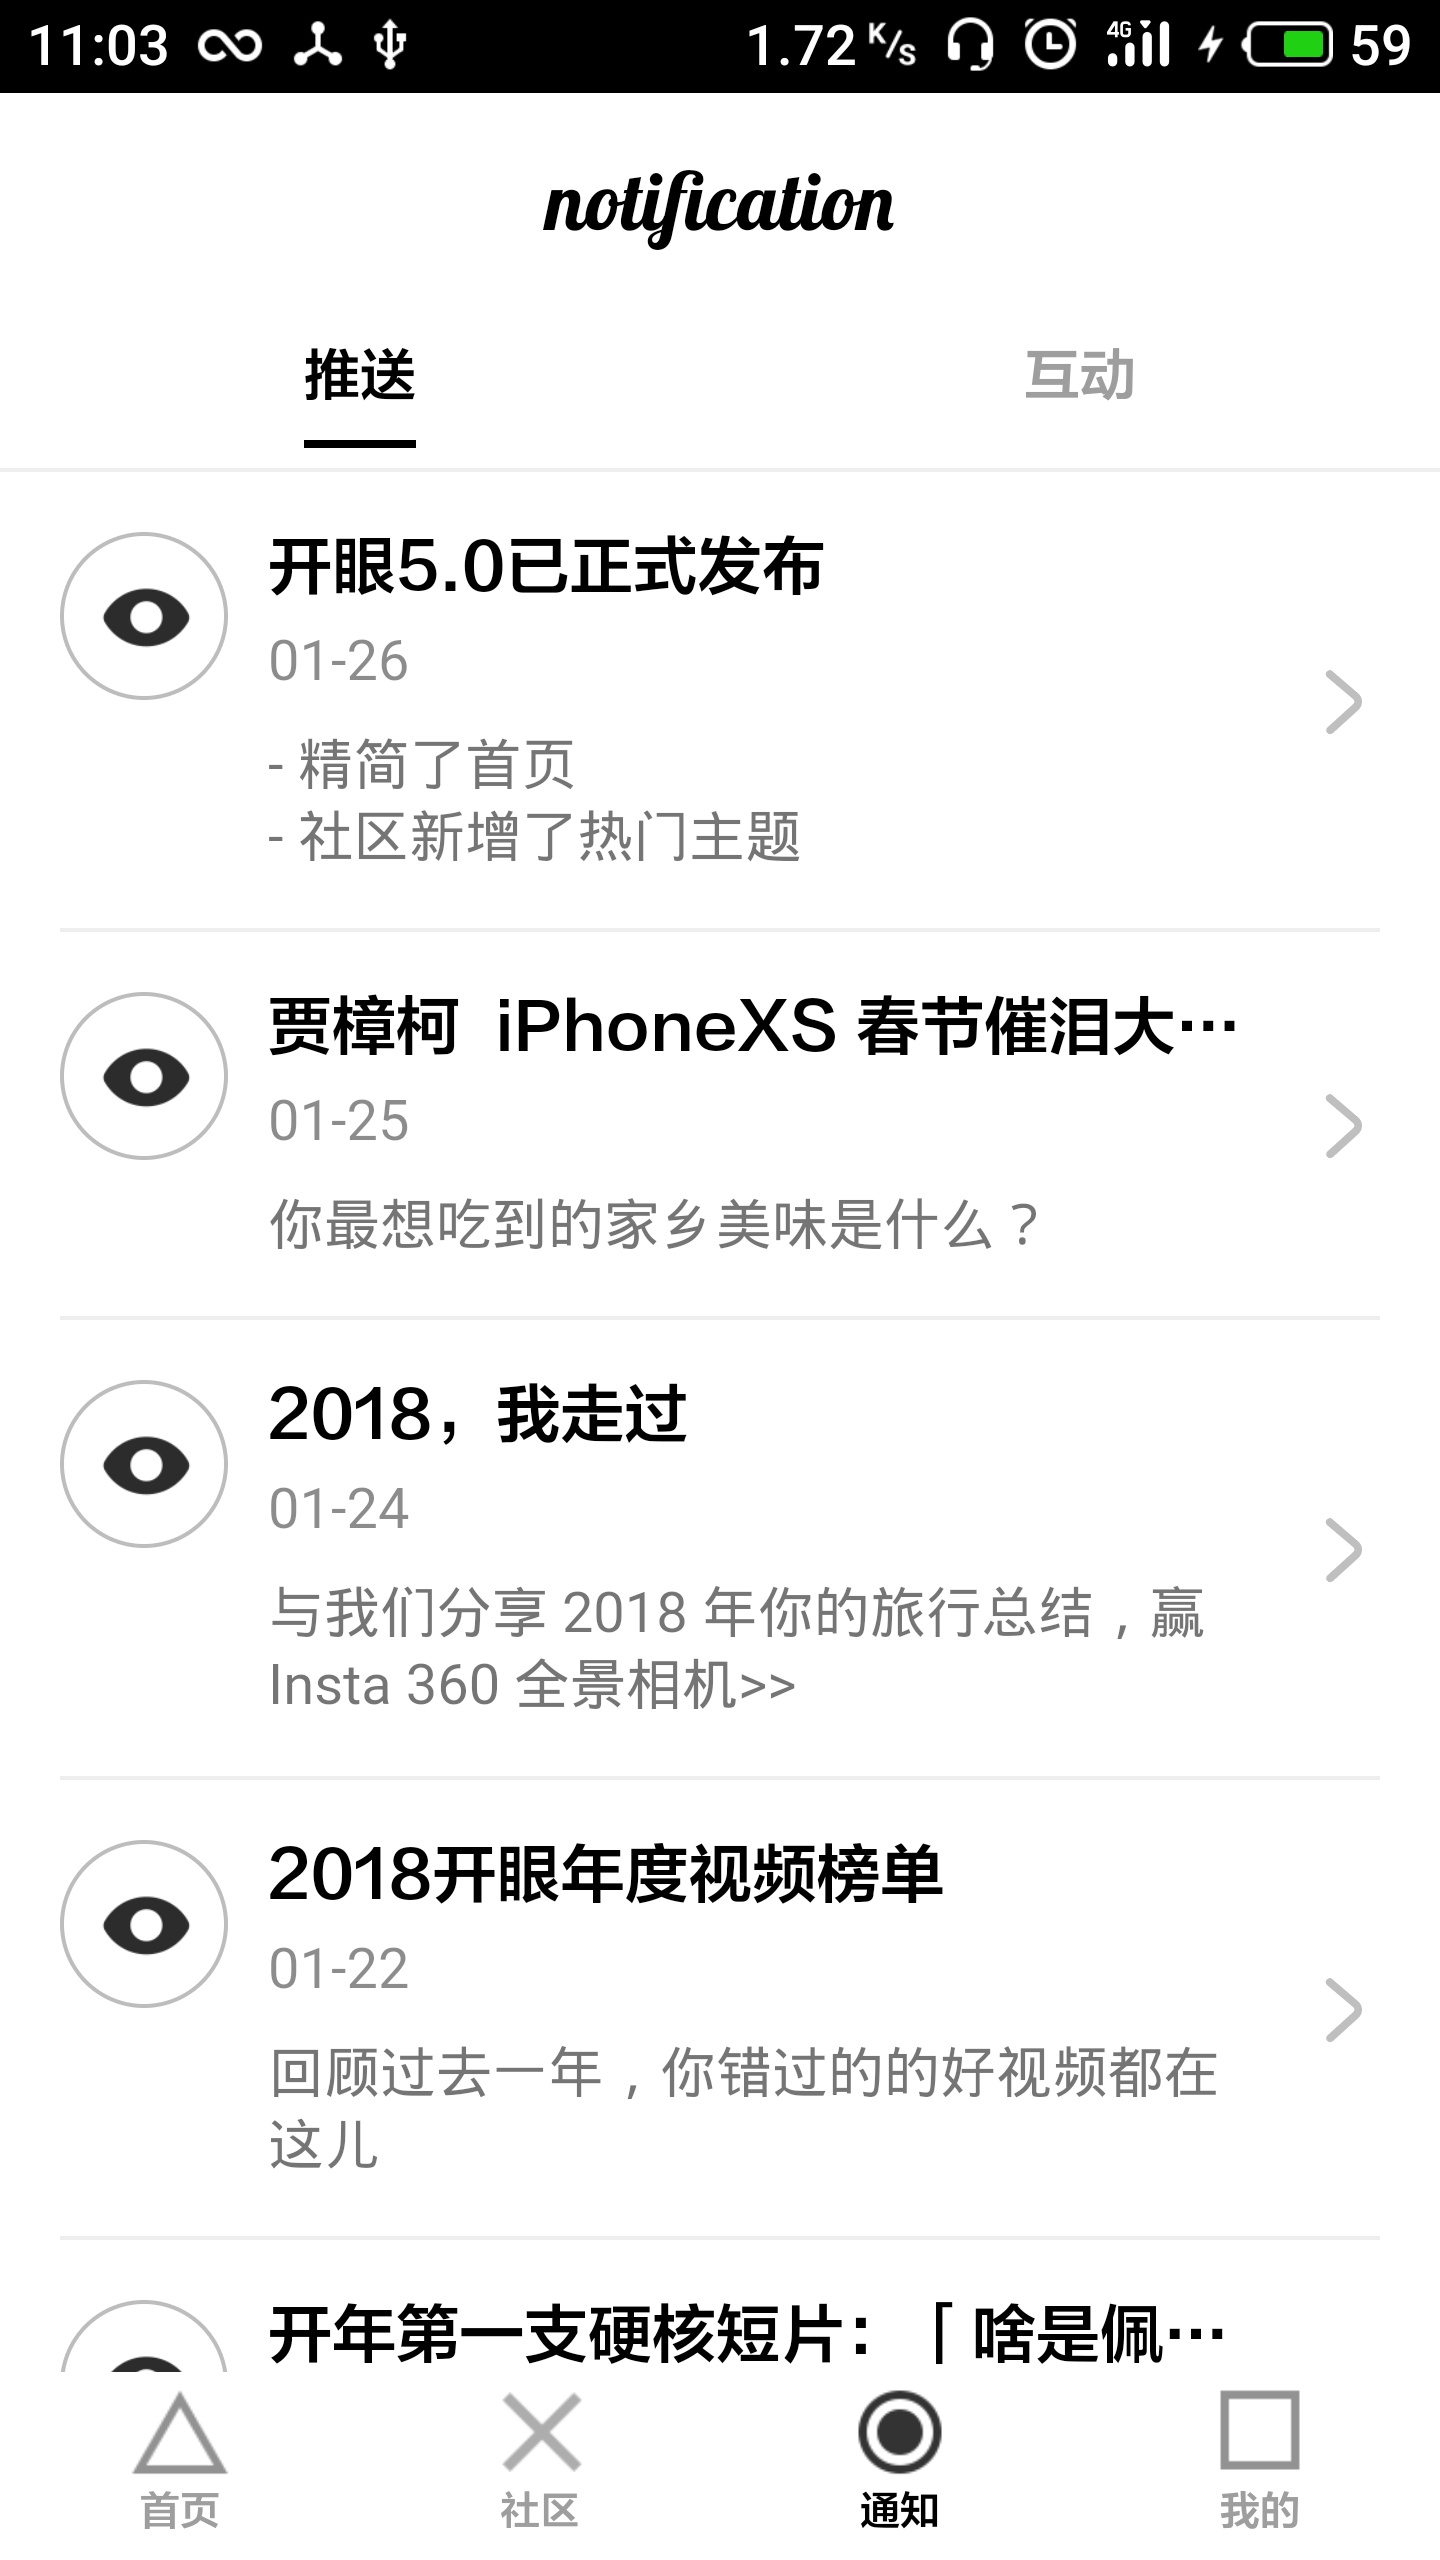 11:03 1.72 K/s 4G 59
notification
推送 互动
开眼5.0已正式发布
01-26
- 精简了首页
- 社区新增了热门主题
贾樟柯 iPhoneXS 春节催泪大…
01-25
你最想吃到的家乡美味是什么？
2018，我走过
01-24
与我们分享 2018 年你的旅行总结，赢
Insta 360 全景相机>>
2018开眼年度视频榜单
01-22
回顾过去一年，你错过的的好视频都在
这儿
开年第一支硬核短片：「啥是佩…
首页 社区 通知 我的